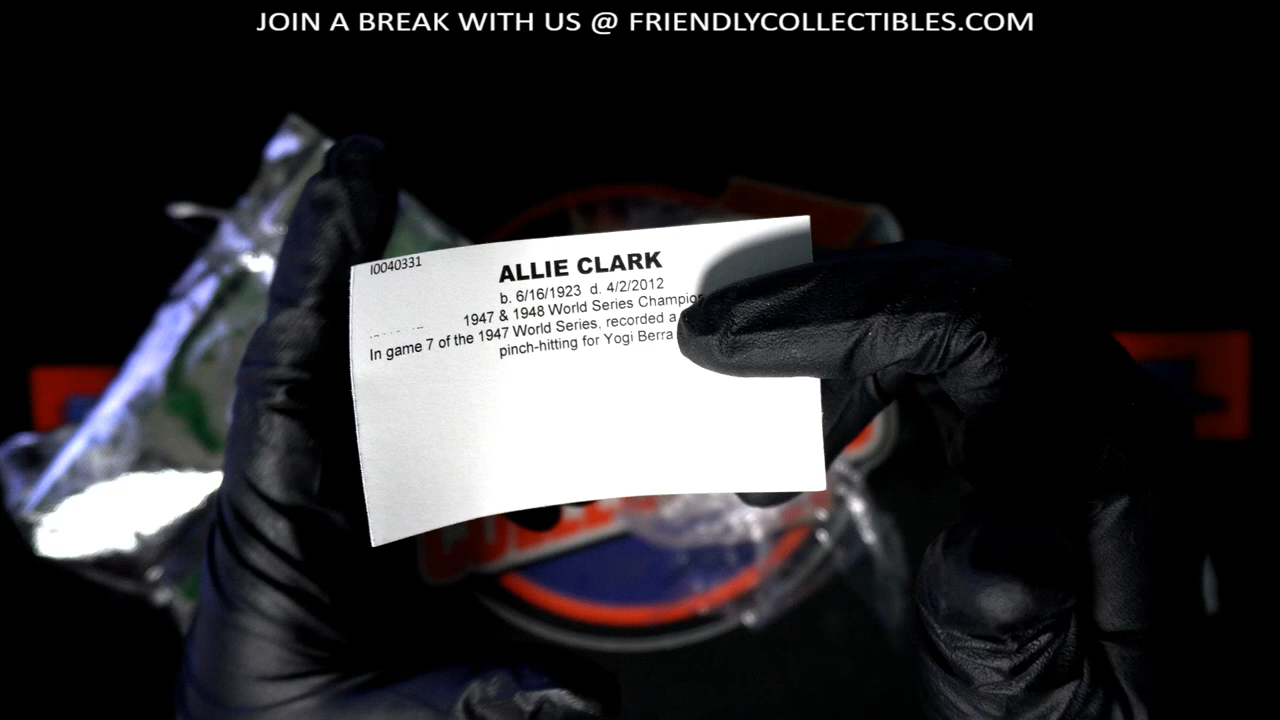 JOIN A BREAK WITH US @ FRIENDLYCOLLECTIBLES.COM
I0040331
ALLIE CLARK
b. 6/16/1923 d. 4/2/2012
1947 & 1948 World Series
In game 7 of the 1947 World Series, recorded a
pinch-hitting for Yogi Berra